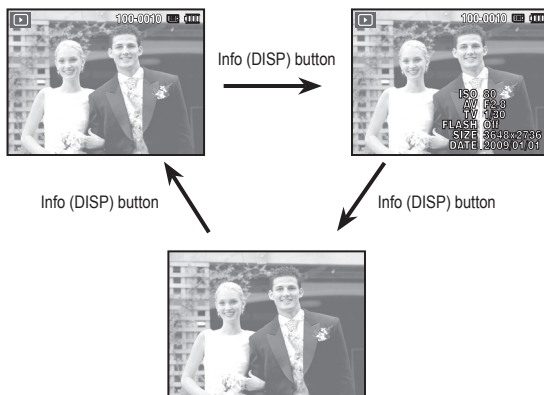 100-0010
Info (DISP) button
100-0010
ISO 80
AV F2.8
TV 1/30
FLASH Off
SIZE 3648x2736
DATE 2009/01/01
Info (DISP) button
Info (DISP) button